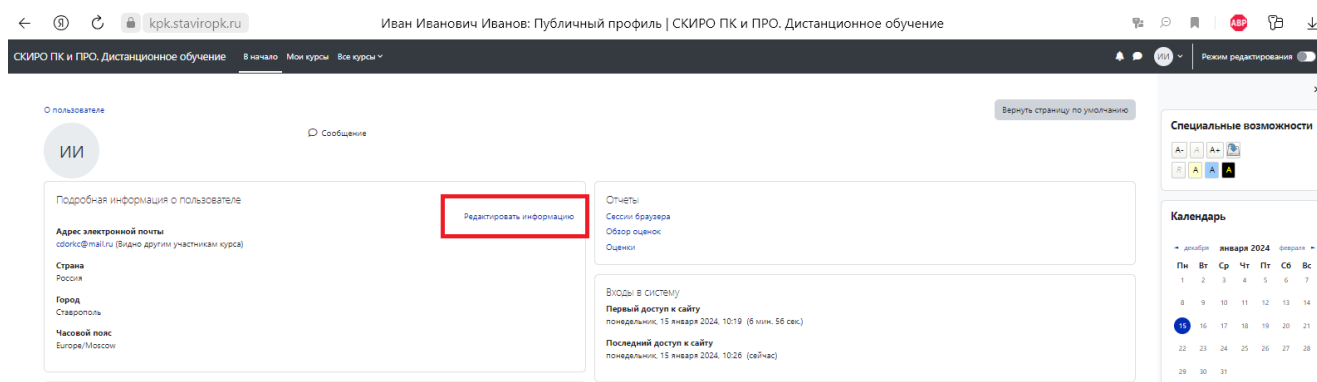 kpk.staviropk.ru
Иван Иванович Иванов: Публичный профиль | СКИРО ПК и ПРО. Дистанционное обучение
ABP
СКИРО ПК и ПРО. Дистанционное обучение В начало Мои курсы Все курсы
ИИ
Режим редактирования
О пользователе
Вернуть страницу по умолчанию
ИИ
Сообщение
Подробная информация о пользователе
Редактировать информацию
Адрес электронной почты
cdorkc@mail.ru (Видно другим участникам курса)
Страна
Россия
Город
Ставрополь
Часовой пояс
Europe/Moscow
Отчеты
Сессии браузера
Обзор оценок
Оценки
Входы в систему
Первый доступ к сайту
понедельник, 15 января 2024, 10:19 (6 мин. 56 сек.)
Последний доступ к сайту
понедельник, 15 января 2024, 10:26 (сейчас)
Специальные возможности
A- A A+
R A A A
Календарь
◄ декабря января 2024 февраля ►
Пн Вт Ср Чт Пт Сб Вс
1 2 3 4 5 6 7
8 9 10 11 12 13 14
15 16 17 18 19 20 21
22 23 24 25 26 27 28
29 30 31